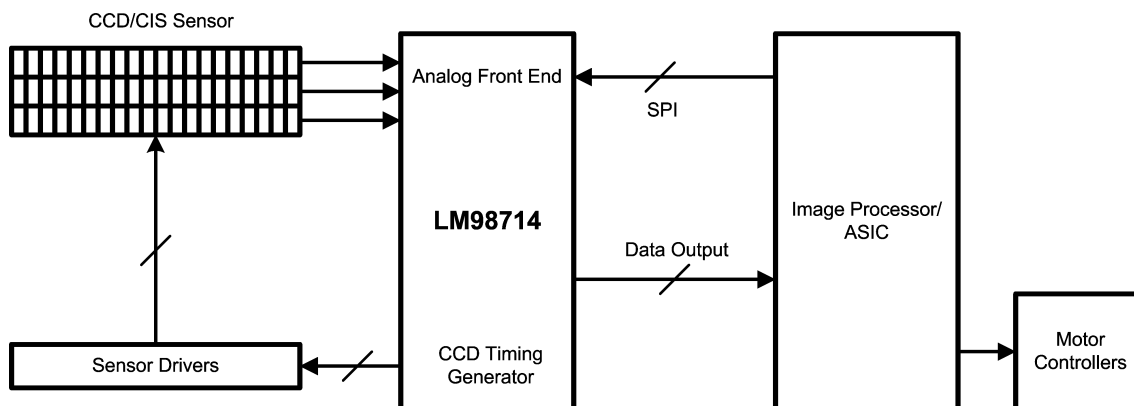 CCD/CIS Sensor
Analog Front End
SPI
LM98714
Image Processor/
ASIC
Data Output
Sensor Drivers
CCD Timing
Generator
Motor
Controllers